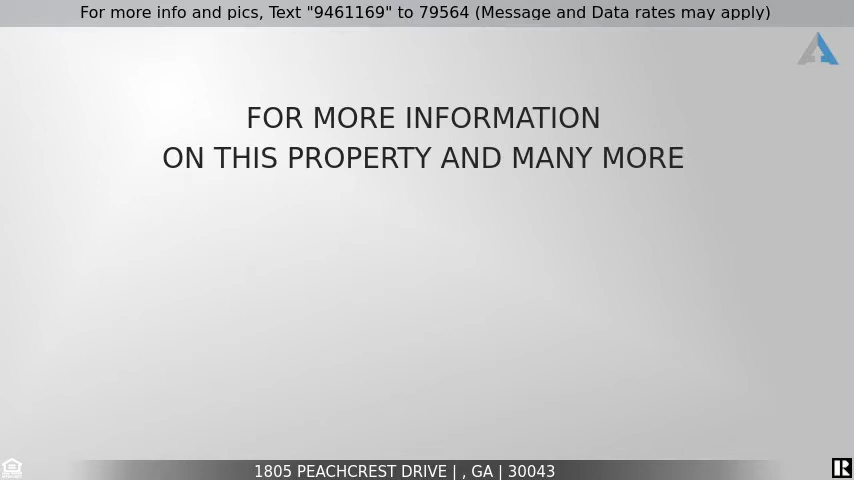 For more info and pics, Text "9461169" to 79564 (Message and Data rates may apply)
FOR MORE INFORMATION
ON THIS PROPERTY AND MANY MORE
1805 PEACHCREST DRIVE | , GA | 30043